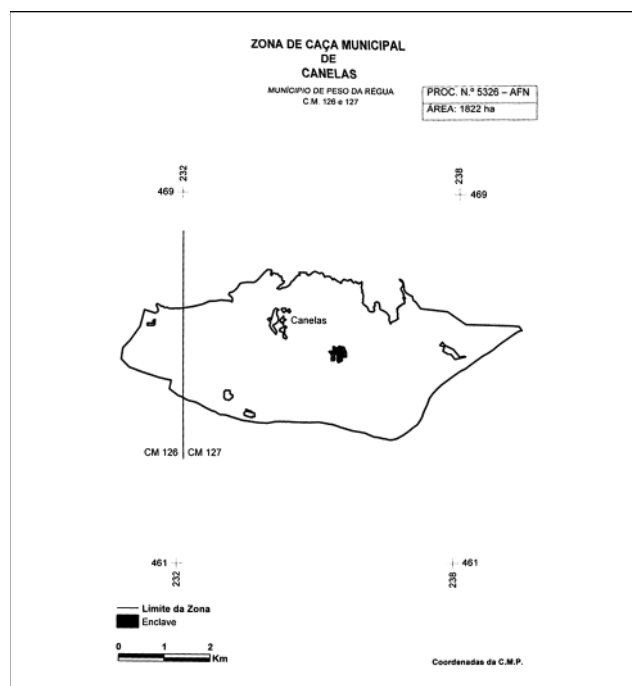 ZONA DE CAÇA MUNICIPAL
DE
CANELAS
MUNICÍPIO DE PESO DA RÉGUA
C.M. 126 e 127
PROC. N.º 5326 – AFN
ÁREA: 1822 ha
232
469
238
469
Canelas
CM 126
CM 127
461
232
461
238
Limite da Zona
Enclave
0 1 2
Km
Coordenadas da C.M.P.